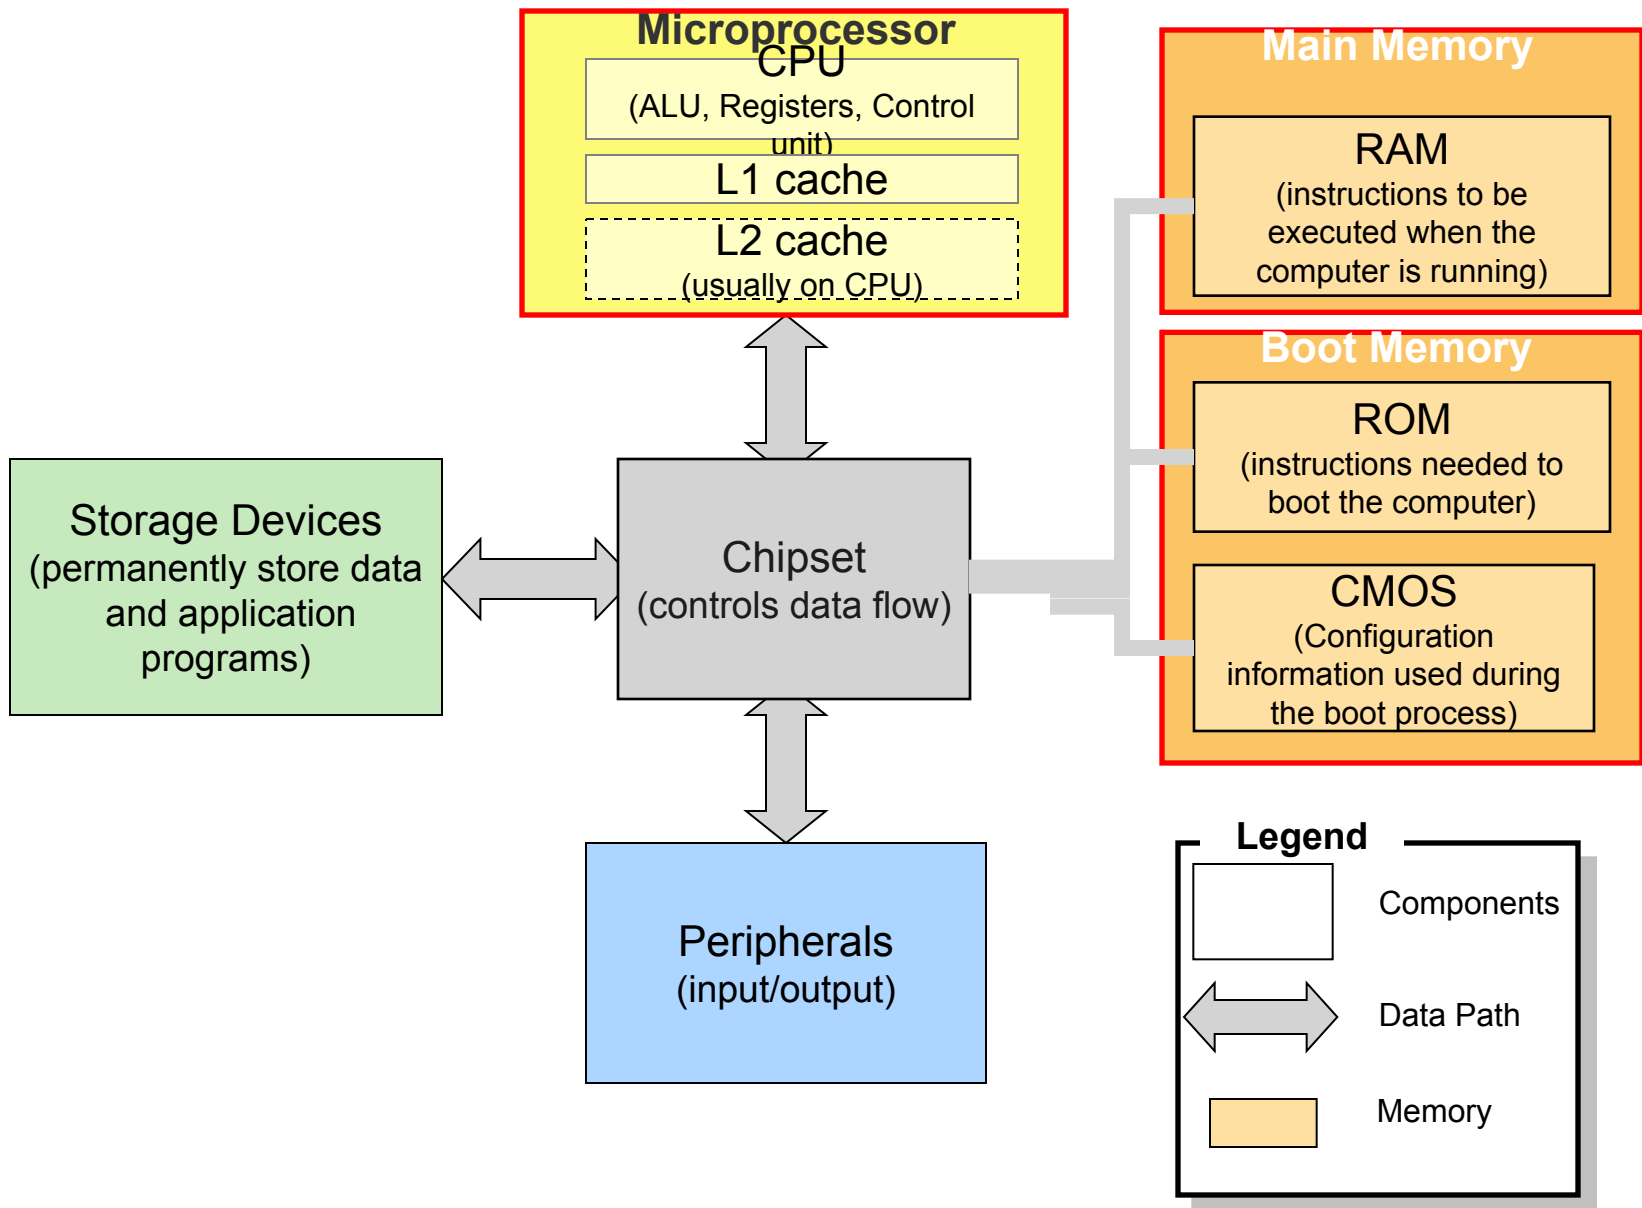 Microprocessor
CPU
(ALU, Registers, Control
unit)
L1 cache
L2 cache
(usually on CPU)
Main Memory
RAM
(instructions to be
executed when the
computer is running)
Boot Memory
ROM
(instructions needed to
boot the computer)
CMOS
(Configuration
information used during
the boot process)
Storage Devices
(permanently store data
and application
programs)
Chipset
(controls data flow)
Peripherals
(input/output)
Legend
Components
Data Path
Memory